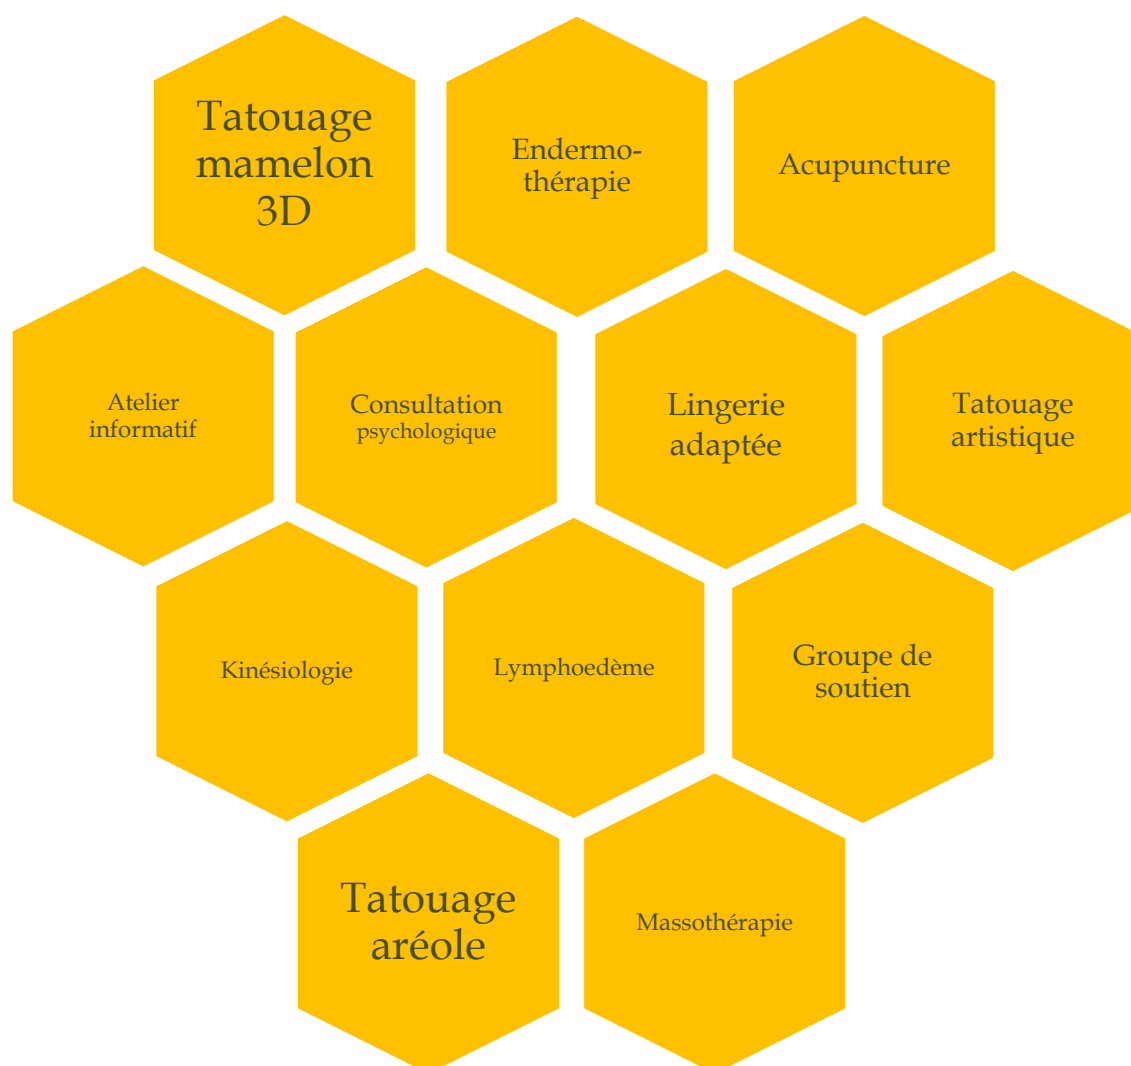 Tatouage
mamelon
3D
Endermo-
thérapie
Acupuncture
Atelier
informatif
Consultation
psychologique
Lingerie
adaptée
Tatouage
artistique
Kinésiologie
Lymphoedème
Groupe de
soutien
Tatouage
aréole
Massothérapie